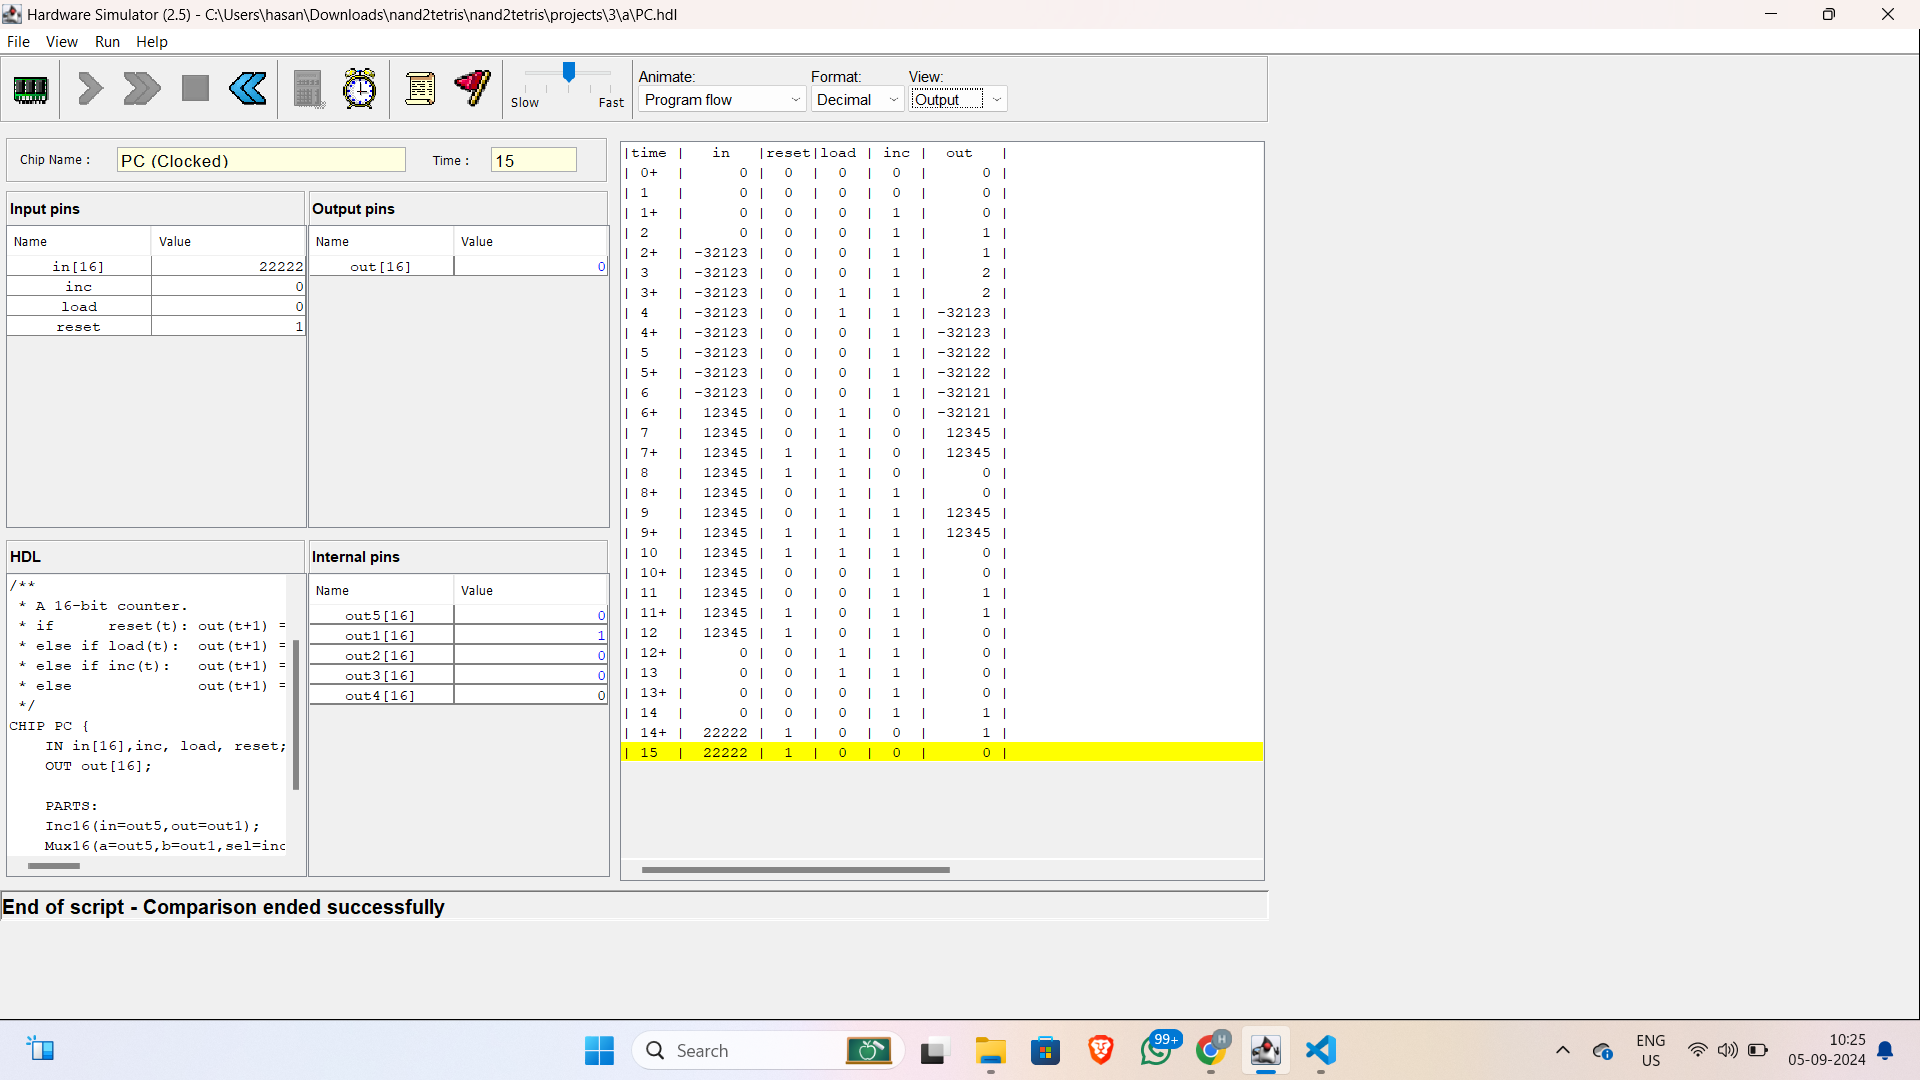 Hardware Simulator (2.5) - C:\Users\hasan\Downloads\nand2tetris\nand2tetris\projects\3\a\PC.hdl
File View Run Help
Slow Fast
Animate: Format: View:
Program flow Decimal Output
Chip Name : PC (Clocked) Time : 15
Input pins
Name Value
in[16] 22222
inc 0
load 0
reset 1
Output pins
Name Value
out[16] 0
HDL
/**
* A 16-bit counter.
* if reset(t): out(t+1) =
* else if load(t): out(t+1) =
* else if inc(t): out(t+1) =
* else out(t+1) =
*/
CHIP PC {
IN in[16],inc, load, reset;
OUT out[16];
PARTS:
Inc16(in=out5,out=out1);
Mux16(a=out5,b=out1,sel=inc
Internal pins
Name Value
out5[16] 0
out1[16] 1
out2[16] 0
out3[16] 0
out4[16] 0
|time | in |reset|load | inc | out |
| 0+ | 0 | 0 | 0 | 0 | 0 |
| 1 | 0 | 0 | 0 | 0 | 0 |
| 1+ | 0 | 0 | 0 | 1 | 0 |
| 2 | 0 | 0 | 0 | 1 | 1 |
| 2+ | -32123 | 0 | 0 | 1 | 1 |
| 3 | -32123 | 0 | 0 | 1 | 2 |
| 3+ | -32123 | 0 | 1 | 1 | 2 |
| 4 | -32123 | 0 | 1 | 1 | -32123 |
| 4+ | -32123 | 0 | 0 | 1 | -32123 |
| 5 | -32123 | 0 | 0 | 1 | -32122 |
| 5+ | -32123 | 0 | 0 | 1 | -32122 |
| 6 | -32123 | 0 | 0 | 1 | -32121 |
| 6+ | 12345 | 0 | 1 | 0 | -32121 |
| 7 | 12345 | 0 | 1 | 0 | 12345 |
| 7+ | 12345 | 1 | 1 | 0 | 12345 |
| 8 | 12345 | 1 | 1 | 0 | 0 |
| 8+ | 12345 | 0 | 1 | 1 | 0 |
| 9 | 12345 | 0 | 1 | 1 | 12345 |
| 9+ | 12345 | 1 | 1 | 1 | 12345 |
| 10 | 12345 | 1 | 1 | 1 | 0 |
| 10+ | 12345 | 0 | 0 | 1 | 0 |
| 11 | 12345 | 0 | 0 | 1 | 1 |
| 11+ | 12345 | 1 | 0 | 1 | 1 |
| 12 | 12345 | 1 | 0 | 1 | 0 |
| 12+ | 0 | 0 | 1 | 1 | 0 |
| 13 | 0 | 0 | 1 | 1 | 0 |
| 13+ | 0 | 0 | 0 | 1 | 0 |
| 14 | 0 | 0 | 0 | 1 | 1 |
| 14+ | 22222 | 1 | 0 | 0 | 1 |
| 15 | 22222 | 1 | 0 | 0 | 0 |
End of script - Comparison ended successfully
Search
99+
H
ENG
US
10:25
05-09-2024